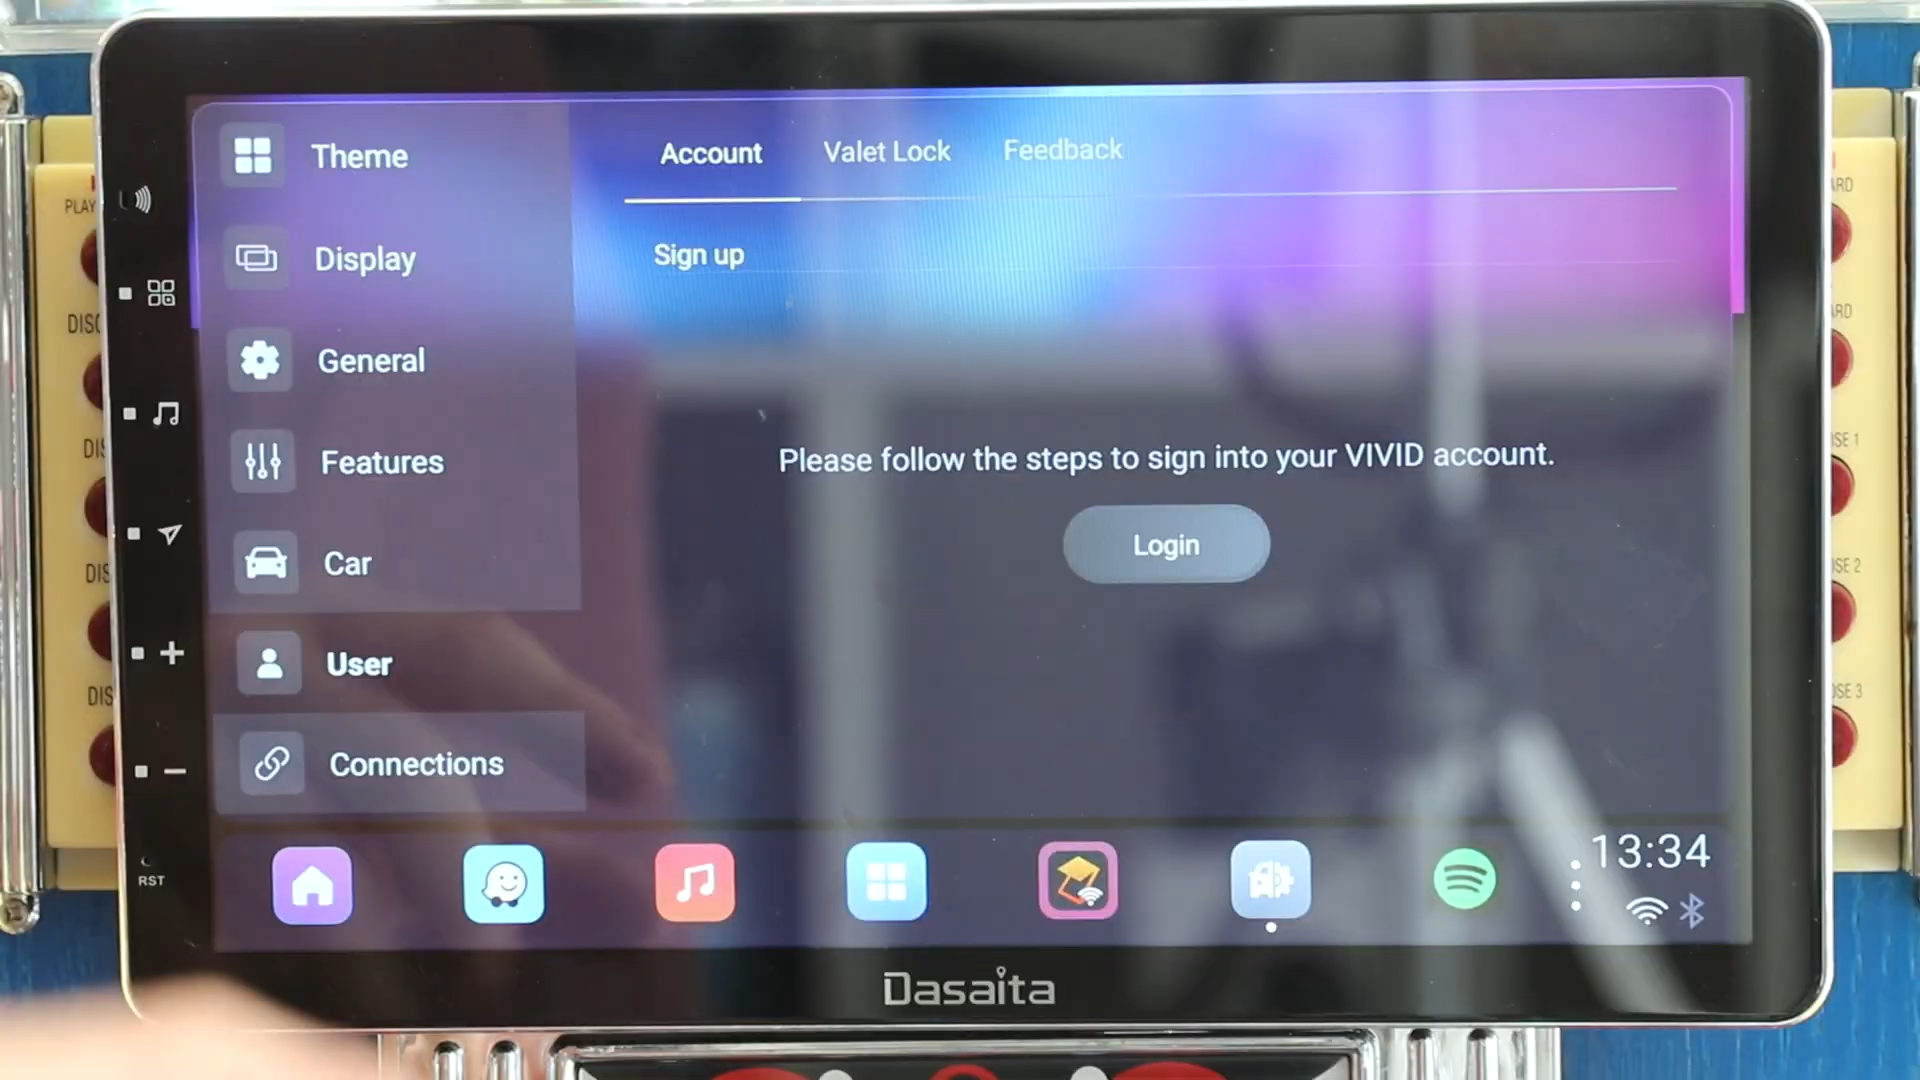 Theme
Display
General
Features
Car
User
Connections
Account Valet Lock Feedback
Sign up
Please follow the steps to sign into your VIVID account.
Login
13:34
RST
Dasaita